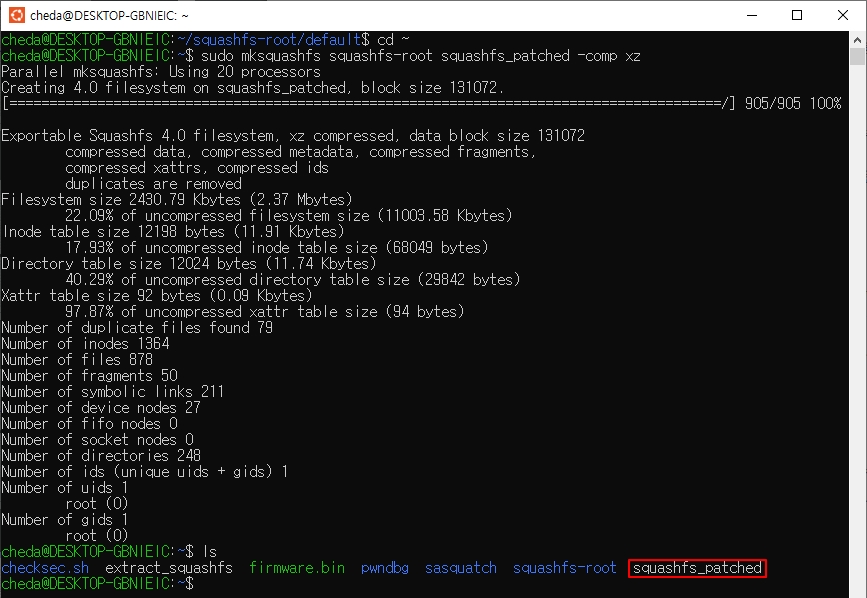 cheda@DESKTOP-GBNIEIC: ~
cheda@DESKTOP-GBNIEIC:~/squashfs-root/default$ cd ~
cheda@DESKTOP-GBNIEIC:~$ sudo mksquashfs squashfs-root squashfs_patched -comp xz
Parallel mksquashfs: Using 20 processors
Creating 4.0 filesystem on squashfs_patched, block size 131072.
[=========================================================================================/] 905/905 100%
Exportable Squashfs 4.0 filesystem, xz compressed, data block size 131072
compressed data, compressed metadata, compressed fragments,
compressed xattrs, compressed ids
duplicates are removed
Filesystem size 2430.79 Kbytes (2.37 Mbytes)
22.09% of uncompressed filesystem size (11003.58 Kbytes)
Inode table size 12198 bytes (11.91 Kbytes)
17.93% of uncompressed inode table size (68049 bytes)
Directory table size 12024 bytes (11.74 Kbytes)
40.29% of uncompressed directory table size (29842 bytes)
Xattr table size 92 bytes (0.09 Kbytes)
97.87% of uncompressed xattr table size (94 bytes)
Number of duplicate files found 79
Number of inodes 1364
Number of files 878
Number of fragments 50
Number of symbolic links 211
Number of device nodes 27
Number of fifo nodes 0
Number of socket nodes 0
Number of directories 248
Number of ids (unique uids + gids) 1
Number of uids 1
root (0)
Number of gids 1
root (0)
cheda@DESKTOP-GBNIEIC:~$ ls
checksec.sh extract_squashfs firmware.bin pwndbg sasquatch squashfs-root squashfs_patched
cheda@DESKTOP-GBNIEIC:~$